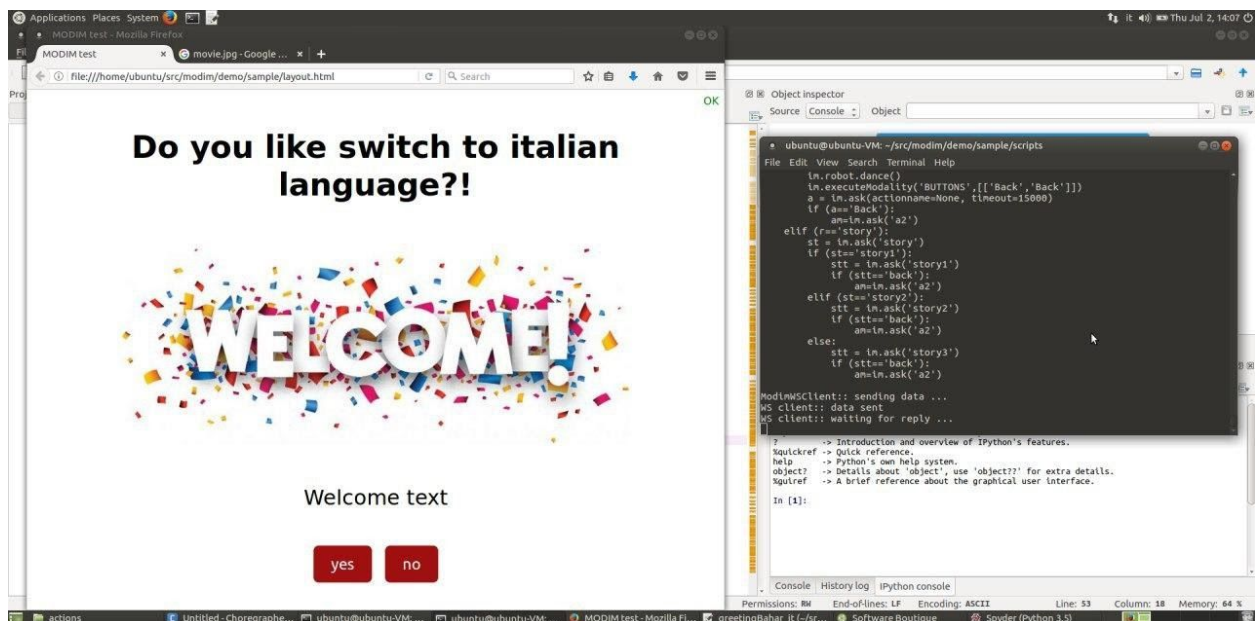 Applications Places System
it Thu Jul 2, 14:07
MODIM test - Mozilla Firefox
MODIM test × movie.jpg - Google ... × +
file:///home/ubuntu/src/modim/demo/sample/layout.html
Search
OK
Do you like switch to italian
language?!
WELCOME!
Welcome text
yes no
Object inspector
Source Console Object
ubuntu@ubuntu-VM: ~/src/modim/demo/sample/scripts
File Edit View Search Terminal Help
im.robot.dance()
im.executeModality('BUTTONS',[['Back','Back']])
a = im.ask(actionname=None, timeout=15000)
if (a=='Back'):
am=im.ask('a2')
elif (r=='story'):
st = im.ask('story')
if (st=='story1'):
stt = im.ask('story1')
if (stt=='back'):
am=im.ask('a2')
elif (st=='story2'):
stt = im.ask('story2')
if (stt=='back'):
am=im.ask('a2')
else:
stt = im.ask('story3')
if (stt=='back'):
am=im.ask('a2')
ModimWSClient:: sending data ...
WS client:: data sent
WS client:: waiting for reply ...
? -> Introduction and overview of IPython's features.
%quickref -> Quick reference.
help -> Python's own help system.
object? -> Details about 'object', use 'object??' for extra details.
%guiref -> A brief reference about the graphical user interface.
In [1]:
Console History log IPython console
Permissions: RW End-of-lines: LF Encoding: ASCII Line: 53 Column: 18 Memory: 64 %
actions Untitled - Choregraphe... ubuntu@ubuntu-VM: ... ubuntu@ubuntu-VM: MODIM test - Mozilla Fi... greetingBahar_it (~/sr... Software Boutique Spyder (Python 3.5)